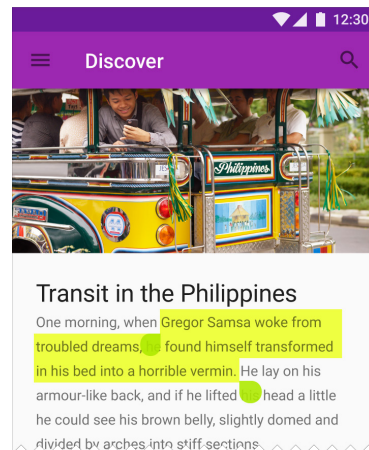 12:30
Discover
Philippines
Transit in the Philippines
One morning, when Gregor Samsa woke from
troubled dreams, he found himself transformed
in his bed into a horrible vermin. He lay on his
armour-like back, and if he lifted his head a little
he could see his brown belly, slightly domed and
divided by arches into stiff sections